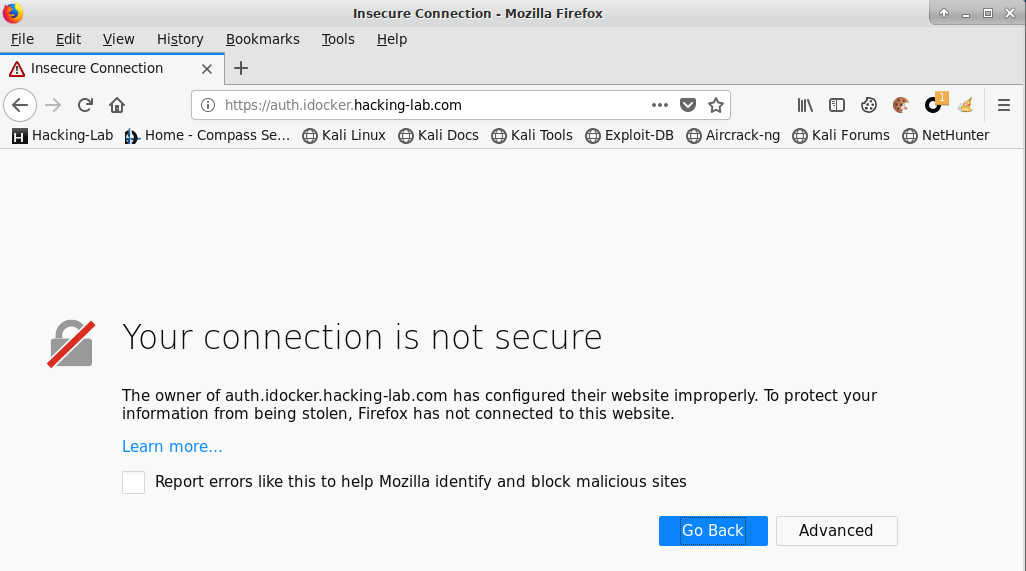 Insecure Connection - Mozilla Firefox
File Edit View History Bookmarks Tools Help
Insecure Connection
https://auth.idocker.hacking-lab.com
1
Hacking-Lab Home - Compass Se... Kali Linux Kali Docs Kali Tools Exploit-DB Aircrack-ng Kali Forums NetHunter
Your connection is not secure
The owner of auth.idocker.hacking-lab.com has configured their website improperly. To protect your
information from being stolen, Firefox has not connected to this website.
Learn more...
Report errors like this to help Mozilla identify and block malicious sites
Go Back Advanced